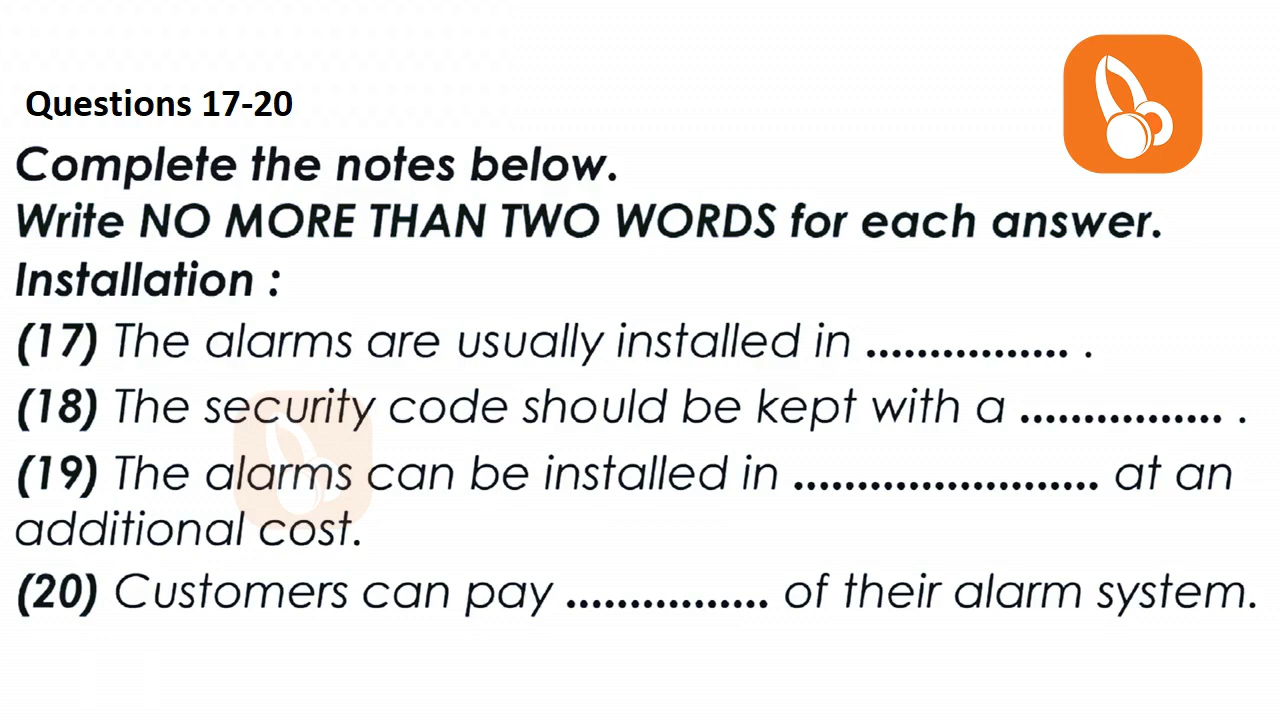 Questions 17-20
Complete the notes below.
Write NO MORE THAN TWO WORDS for each answer.
Installation :
(17) The alarms are usually installed in ................ .
(18) The security code should be kept with a ................ .
(19) The alarms can be installed in ........................ at an
additional cost.
(20) Customers can pay ................ of their alarm system.